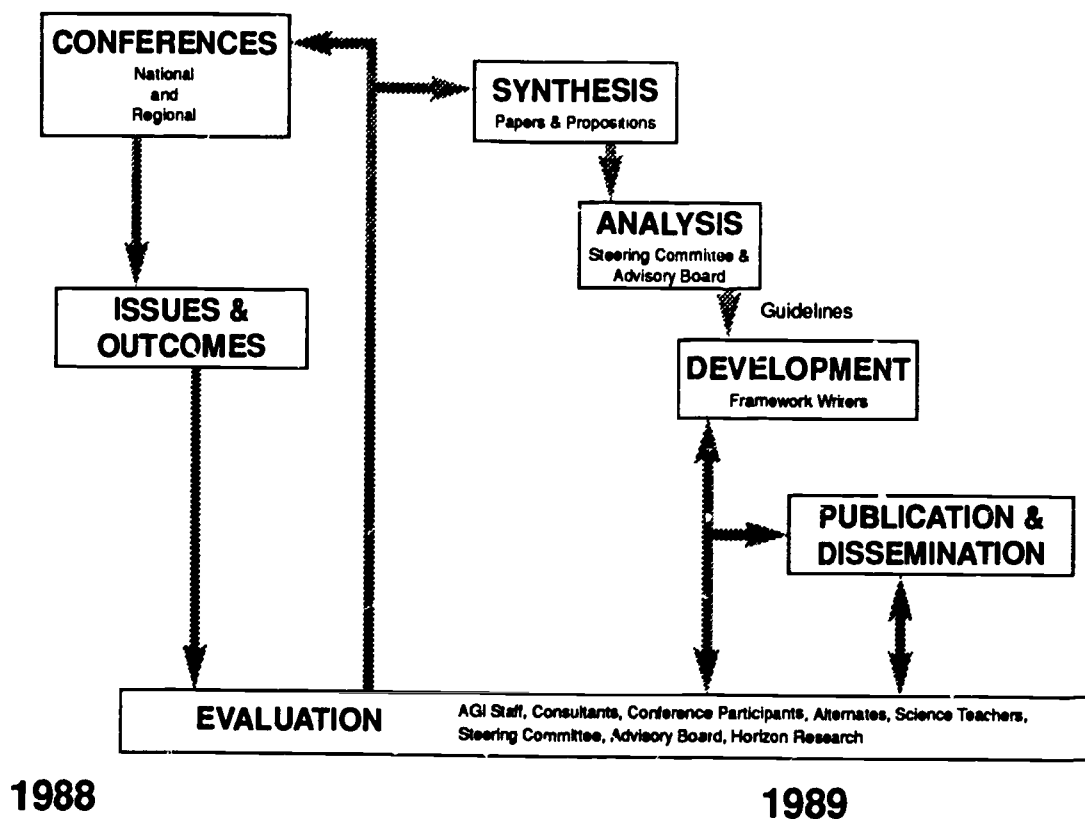 CONFERENCES
National
and
Regional
SYNTHESIS
Papers & Propositions
ANALYSIS
Steering Committee &
Advisory Board
ISSUES &
OUTCOMES
Guidelines
DEVELOPMENT
Framework Writers
PUBLICATION &
DISSEMINATION
EVALUATION
AGI Staff, Consultants, Conference Participants, Alternates, Science Teachers,
Steering Committee, Advisory Board, Horizon Research
1988
1989